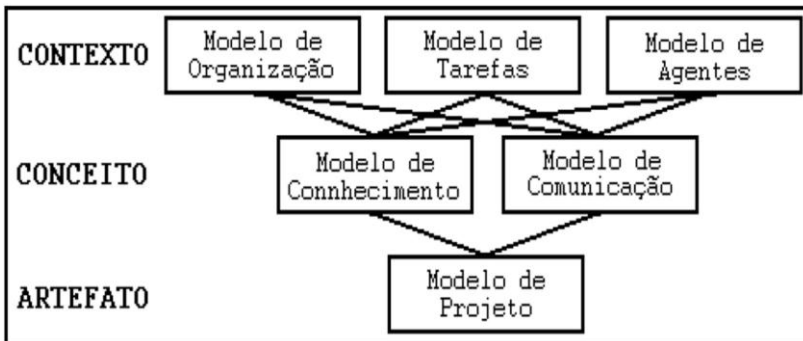 CONTEXTO
Modelo de
Organização
Modelo de
Tarefas
Modelo de
Agentes
CONCEITO
Modelo de
Connhecimento
Modelo de
Comunicação
ARTEFATO
Modelo de
Projeto